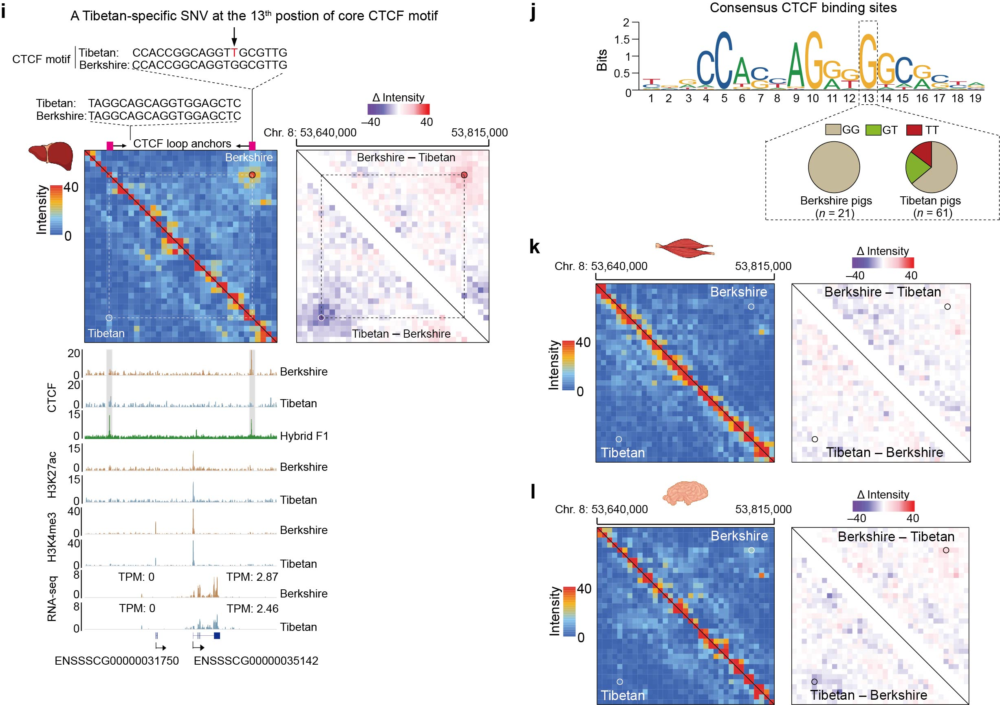 i
A Tibetan-specific SNV at the 13th postion of core CTCF motif
CTCF motif
Tibetan: CCACCGGCAGGTTGCGTTG
Berkshire: CCACCGGCAGGTGGCGTTG
Tibetan: TAGGCAGCAGGTGGAGCTC
Berkshire: TAGGCAGCAGGTGGAGCTC
Δ Intensity
–40 40
Chr. 8: 53,640,000 53,815,000
CTCF loop anchors
Berkshire
Tibetan
Intensity
40
0
Berkshire – Tibetan
Tibetan – Berkshire
CTCF
20
0
Berkshire
20
0
Tibetan
15
0
Hybrid F1
H3K27ac
15
0
Berkshire
15
0
Tibetan
H3K4me3
40
0
Berkshire
40
0
Tibetan
RNA-seq
8
0
TPM: 0 TPM: 2.87
Berkshire
8
0
TPM: 0 TPM: 2.46
Tibetan
ENSSSCG00000031750 ENSSSCG00000035142
j
Consensus CTCF binding sites
Bits
2
1.5
1
0.5
0
1 2 3 4 5 6 7 8 9 10 11 12 13 14 15 16 17 18 19
GG GT TT
Berkshire pigs
(n = 21)
Tibetan pigs
(n = 61)
k
Chr. 8: 53,640,000 53,815,000
Δ Intensity
–40 40
Berkshire
Tibetan
Intensity
40
0
Berkshire – Tibetan
Tibetan – Berkshire
l
Chr. 8: 53,640,000 53,815,000
Δ Intensity
–40 40
Berkshire
Tibetan
Intensity
40
0
Berkshire – Tibetan
Tibetan – Berkshire